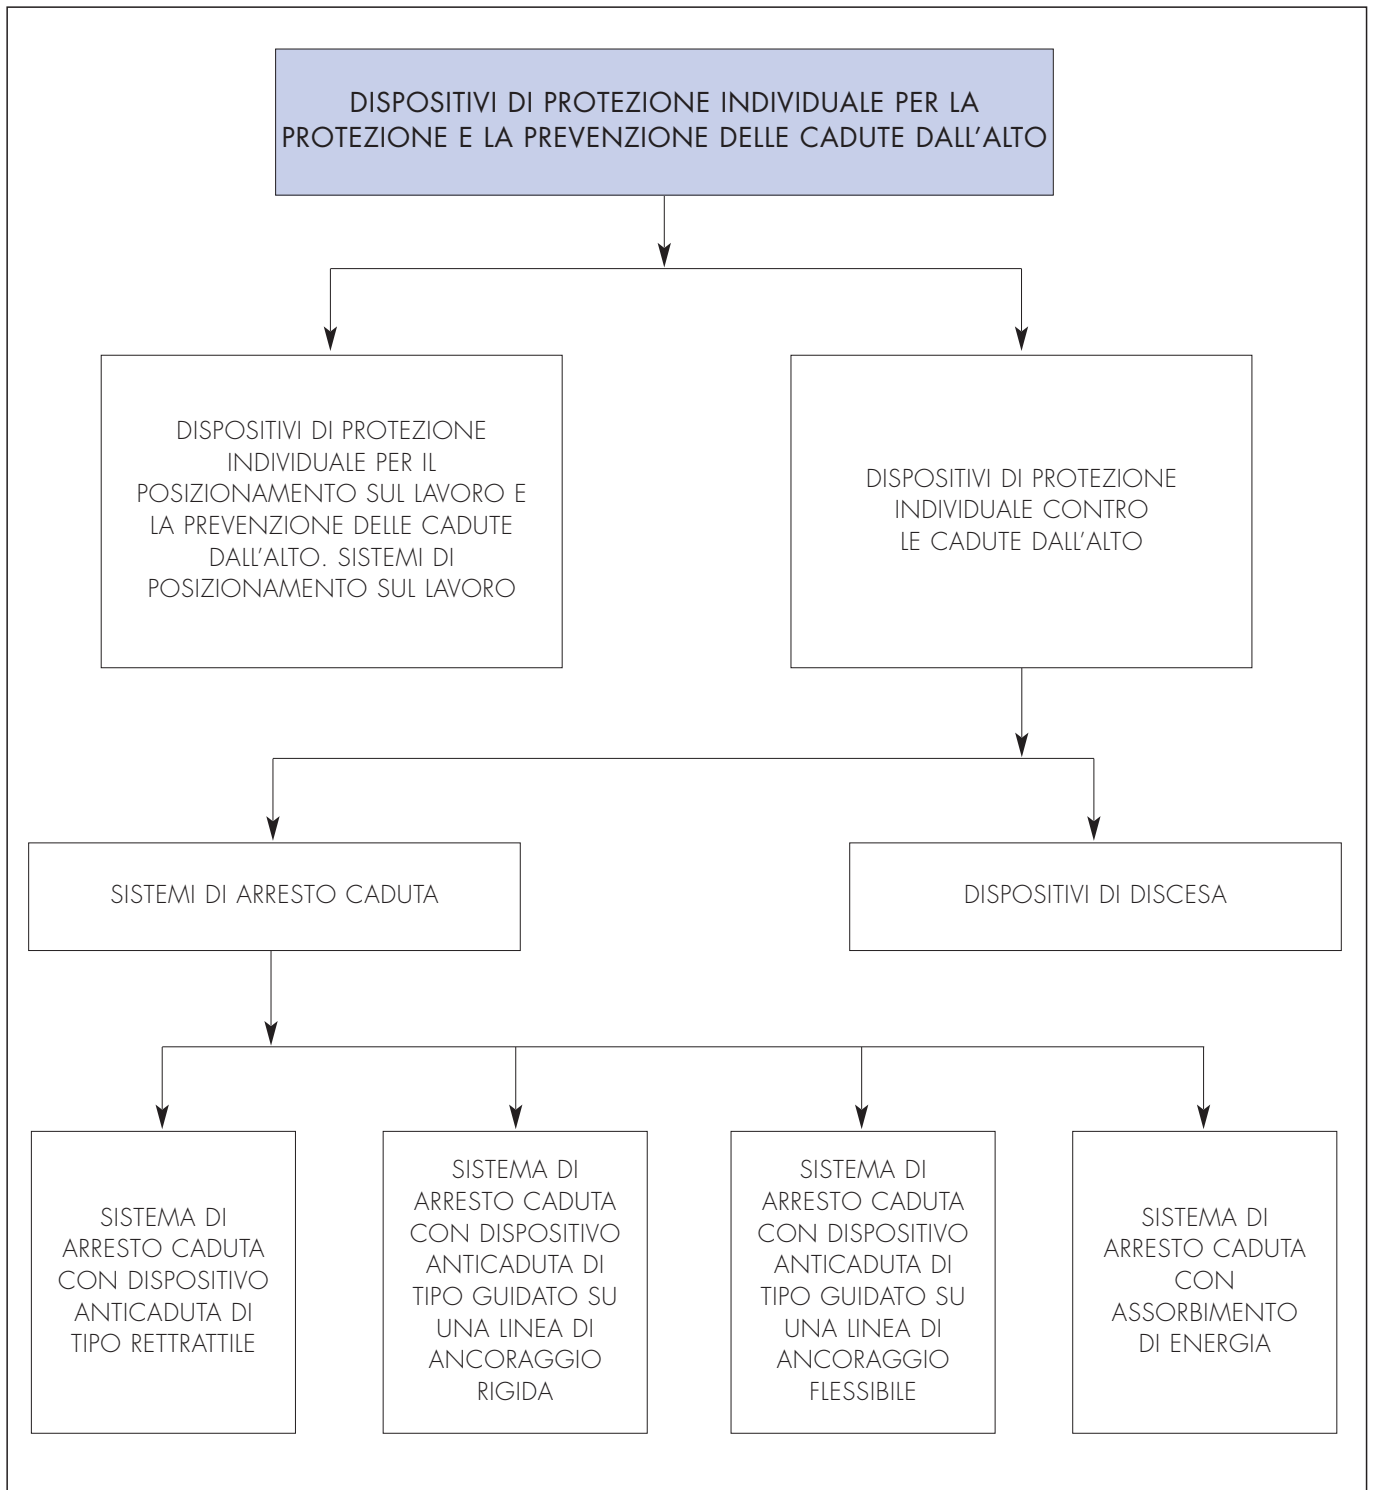 DISPOSITIVI DI PROTEZIONE INDIVIDUALE PER LA
PROTEZIONE E LA PREVENZIONE DELLE CADUTE DALL’ALTO
DISPOSITIVI DI PROTEZIONE
INDIVIDUALE PER IL
POSIZIONAMENTO SUL LAVORO E
LA PREVENZIONE DELLE CADUTE
DALL’ALTO. SISTEMI DI
POSIZIONAMENTO SUL LAVORO
DISPOSITIVI DI PROTEZIONE
INDIVIDUALE CONTRO
LE CADUTE DALL’ALTO
SISTEMI DI ARRESTO CADUTA
DISPOSITIVI DI DISCESA
SISTEMA DI
ARRESTO CADUTA
CON DISPOSITIVO
ANTICADUTA DI
TIPO RETTRATTILE
SISTEMA DI
ARRESTO CADUTA
CON DISPOSITIVO
ANTICADUTA DI
TIPO GUIDATO SU
UNA LINEA DI
ANCORAGGIO
RIGIDA
SISTEMA DI
ARRESTO CADUTA
CON DISPOSITIVO
ANTICADUTA DI
TIPO GUIDATO SU
UNA LINEA DI
ANCORAGGIO
FLESSIBILE
SISTEMA DI
ARRESTO CADUTA
CON
ASSORBIMENTO
DI ENERGIA